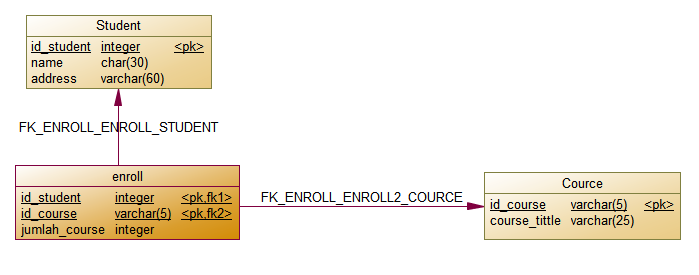 Student
id_student integer <pk>
name char(30)
address varchar(60)
FK_ENROLL_ENROLL_STUDENT
enroll
id_student integer <pk,fk1>
id_course varchar(5) <pk,fk2>
jumlah_course integer
FK_ENROLL_ENROLL2_COURCE
Cource
id_course varchar(5) <pk>
course_tittle varchar(25)